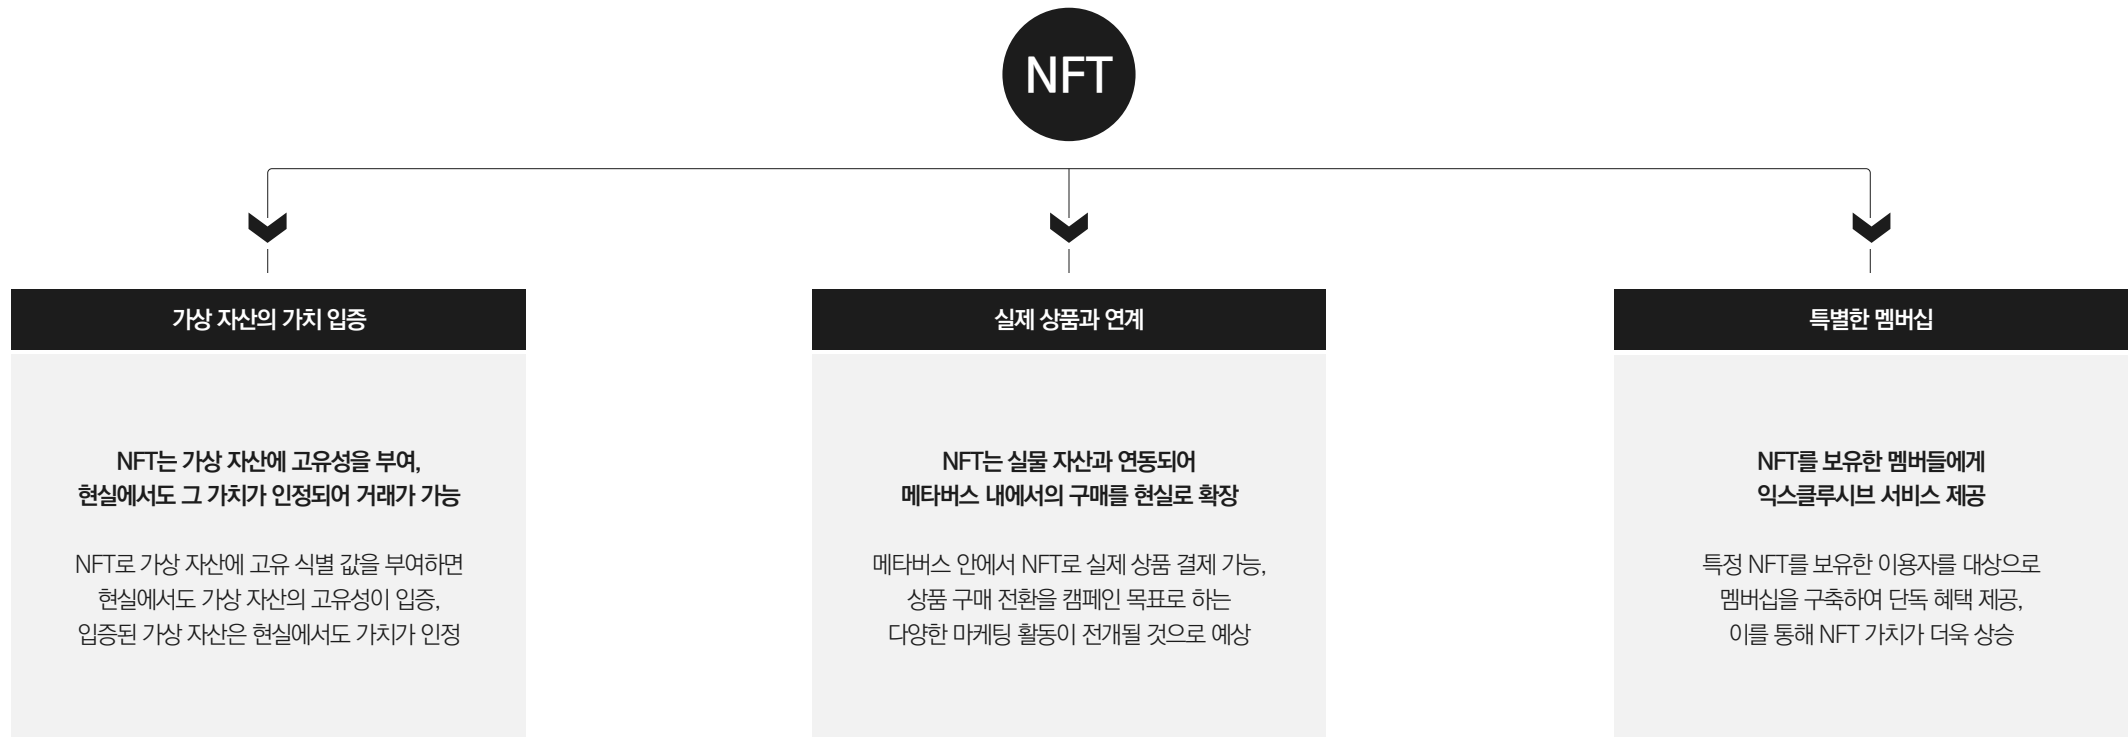 NFT
가상 자산의 가치 입증
NFT는 가상 자산에 고유성을 부여,
현실에서도 그 가치가 인정되어 거래가 가능
NFT로 가상 자산에 고유 식별 값을 부여하면
현실에서도 가상 자산의 고유성이 입증,
입증된 가상 자산은 현실에서도 가치가 인정
실제 상품과 연계
NFT는 실물 자산과 연동되어
메타버스 내에서의 구매를 현실로 확장
메타버스 안에서 NFT로 실제 상품 결제 가능,
상품 구매 전환을 캠페인 목표로 하는
다양한 마케팅 활동이 전개될 것으로 예상
특별한 멤버십
NFT를 보유한 멤버들에게
익스클루시브 서비스 제공
특정 NFT를 보유한 이용자를 대상으로
멤버십을 구축하여 단독 혜택 제공,
이를 통해 NFT 가치가 더욱 상승